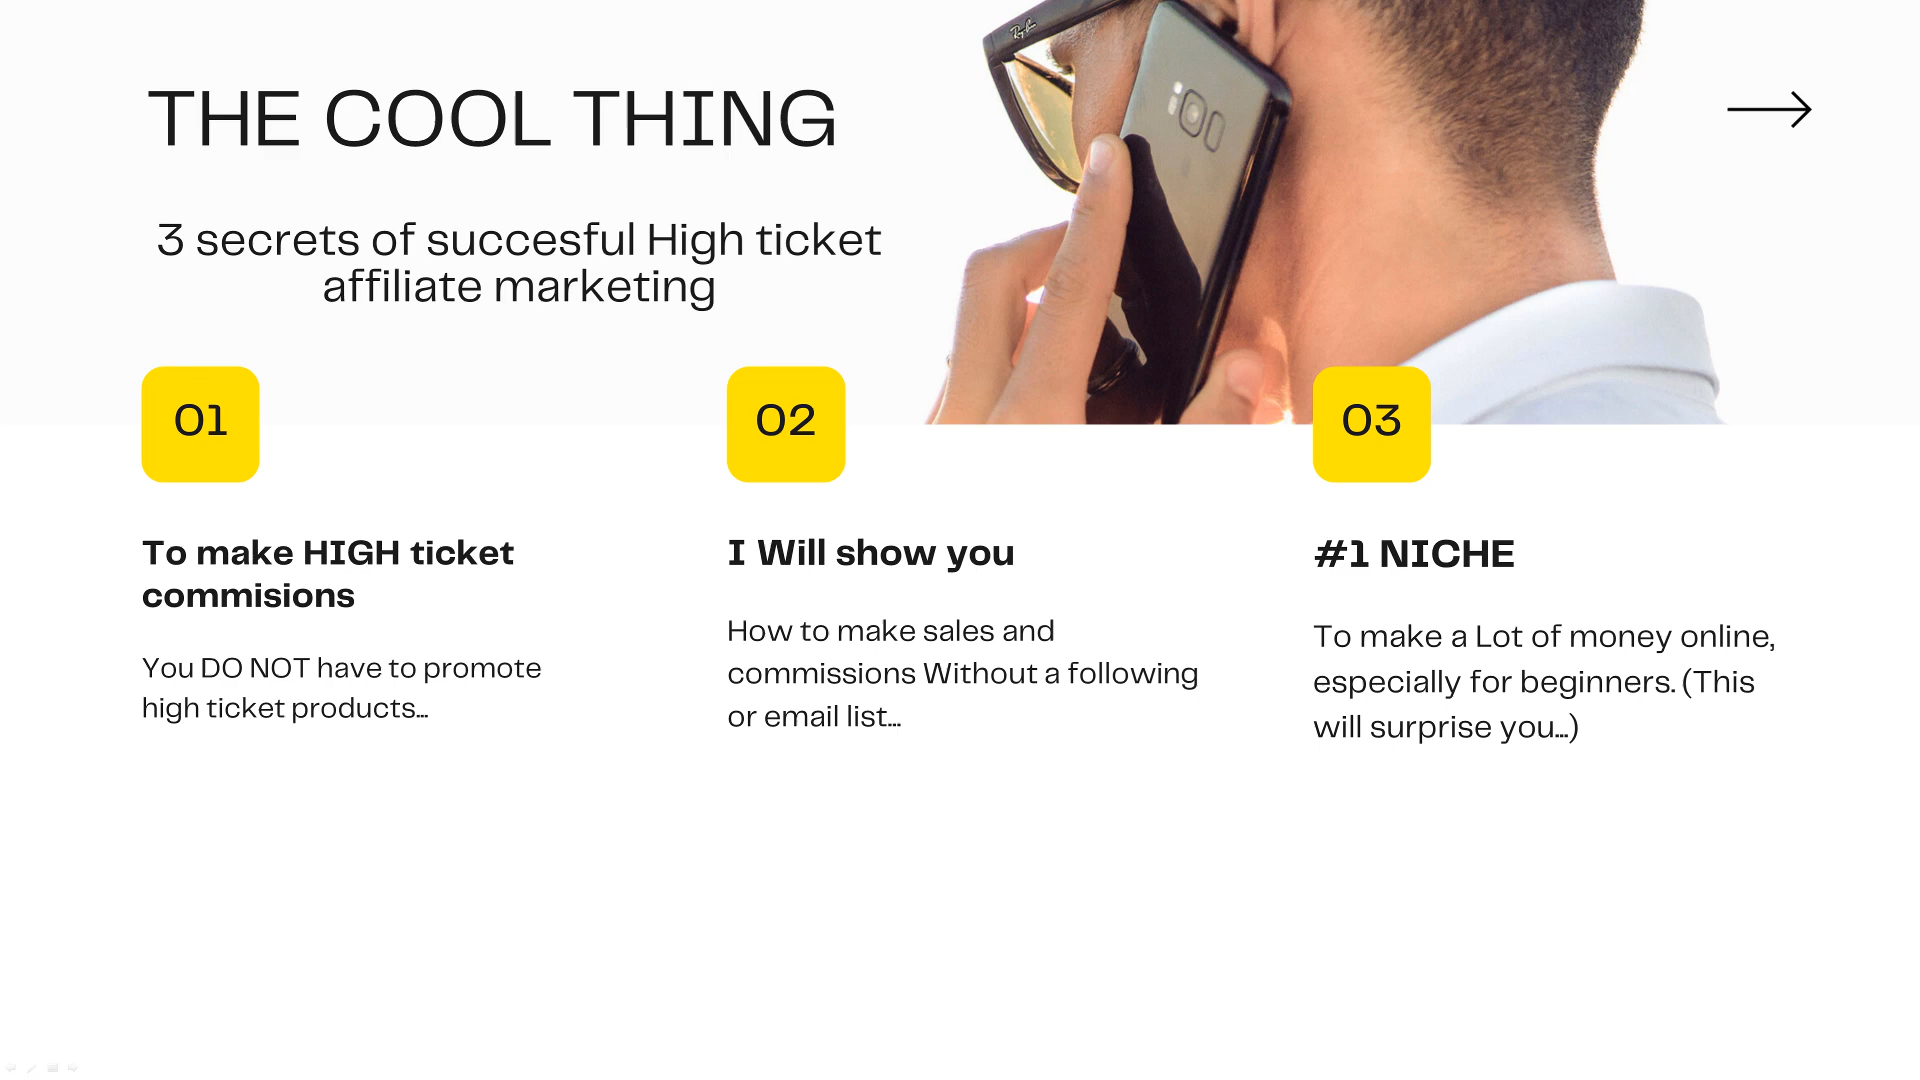 Ray-Ban
THE COOL THING
3 secrets of succesful High ticket
affiliate marketing
01
02
03
To make HIGH ticket
commisions
You DO NOT have to promote
high ticket products...
I Will show you
How to make sales and
commissions Without a following
or email list...
#1 NICHE
To make a Lot of money online,
especially for beginners. (This
will surprise you...)